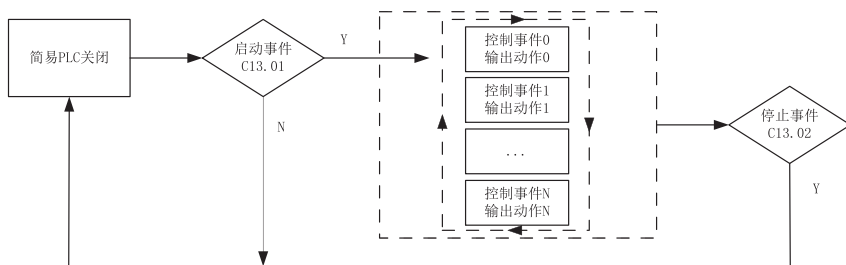 简易PLC关闭
启动事件
C13.01
Y
N
控制事件0
输出动作0
控制事件1
输出动作1
...
控制事件N
输出动作N
停止事件
C13.02
Y